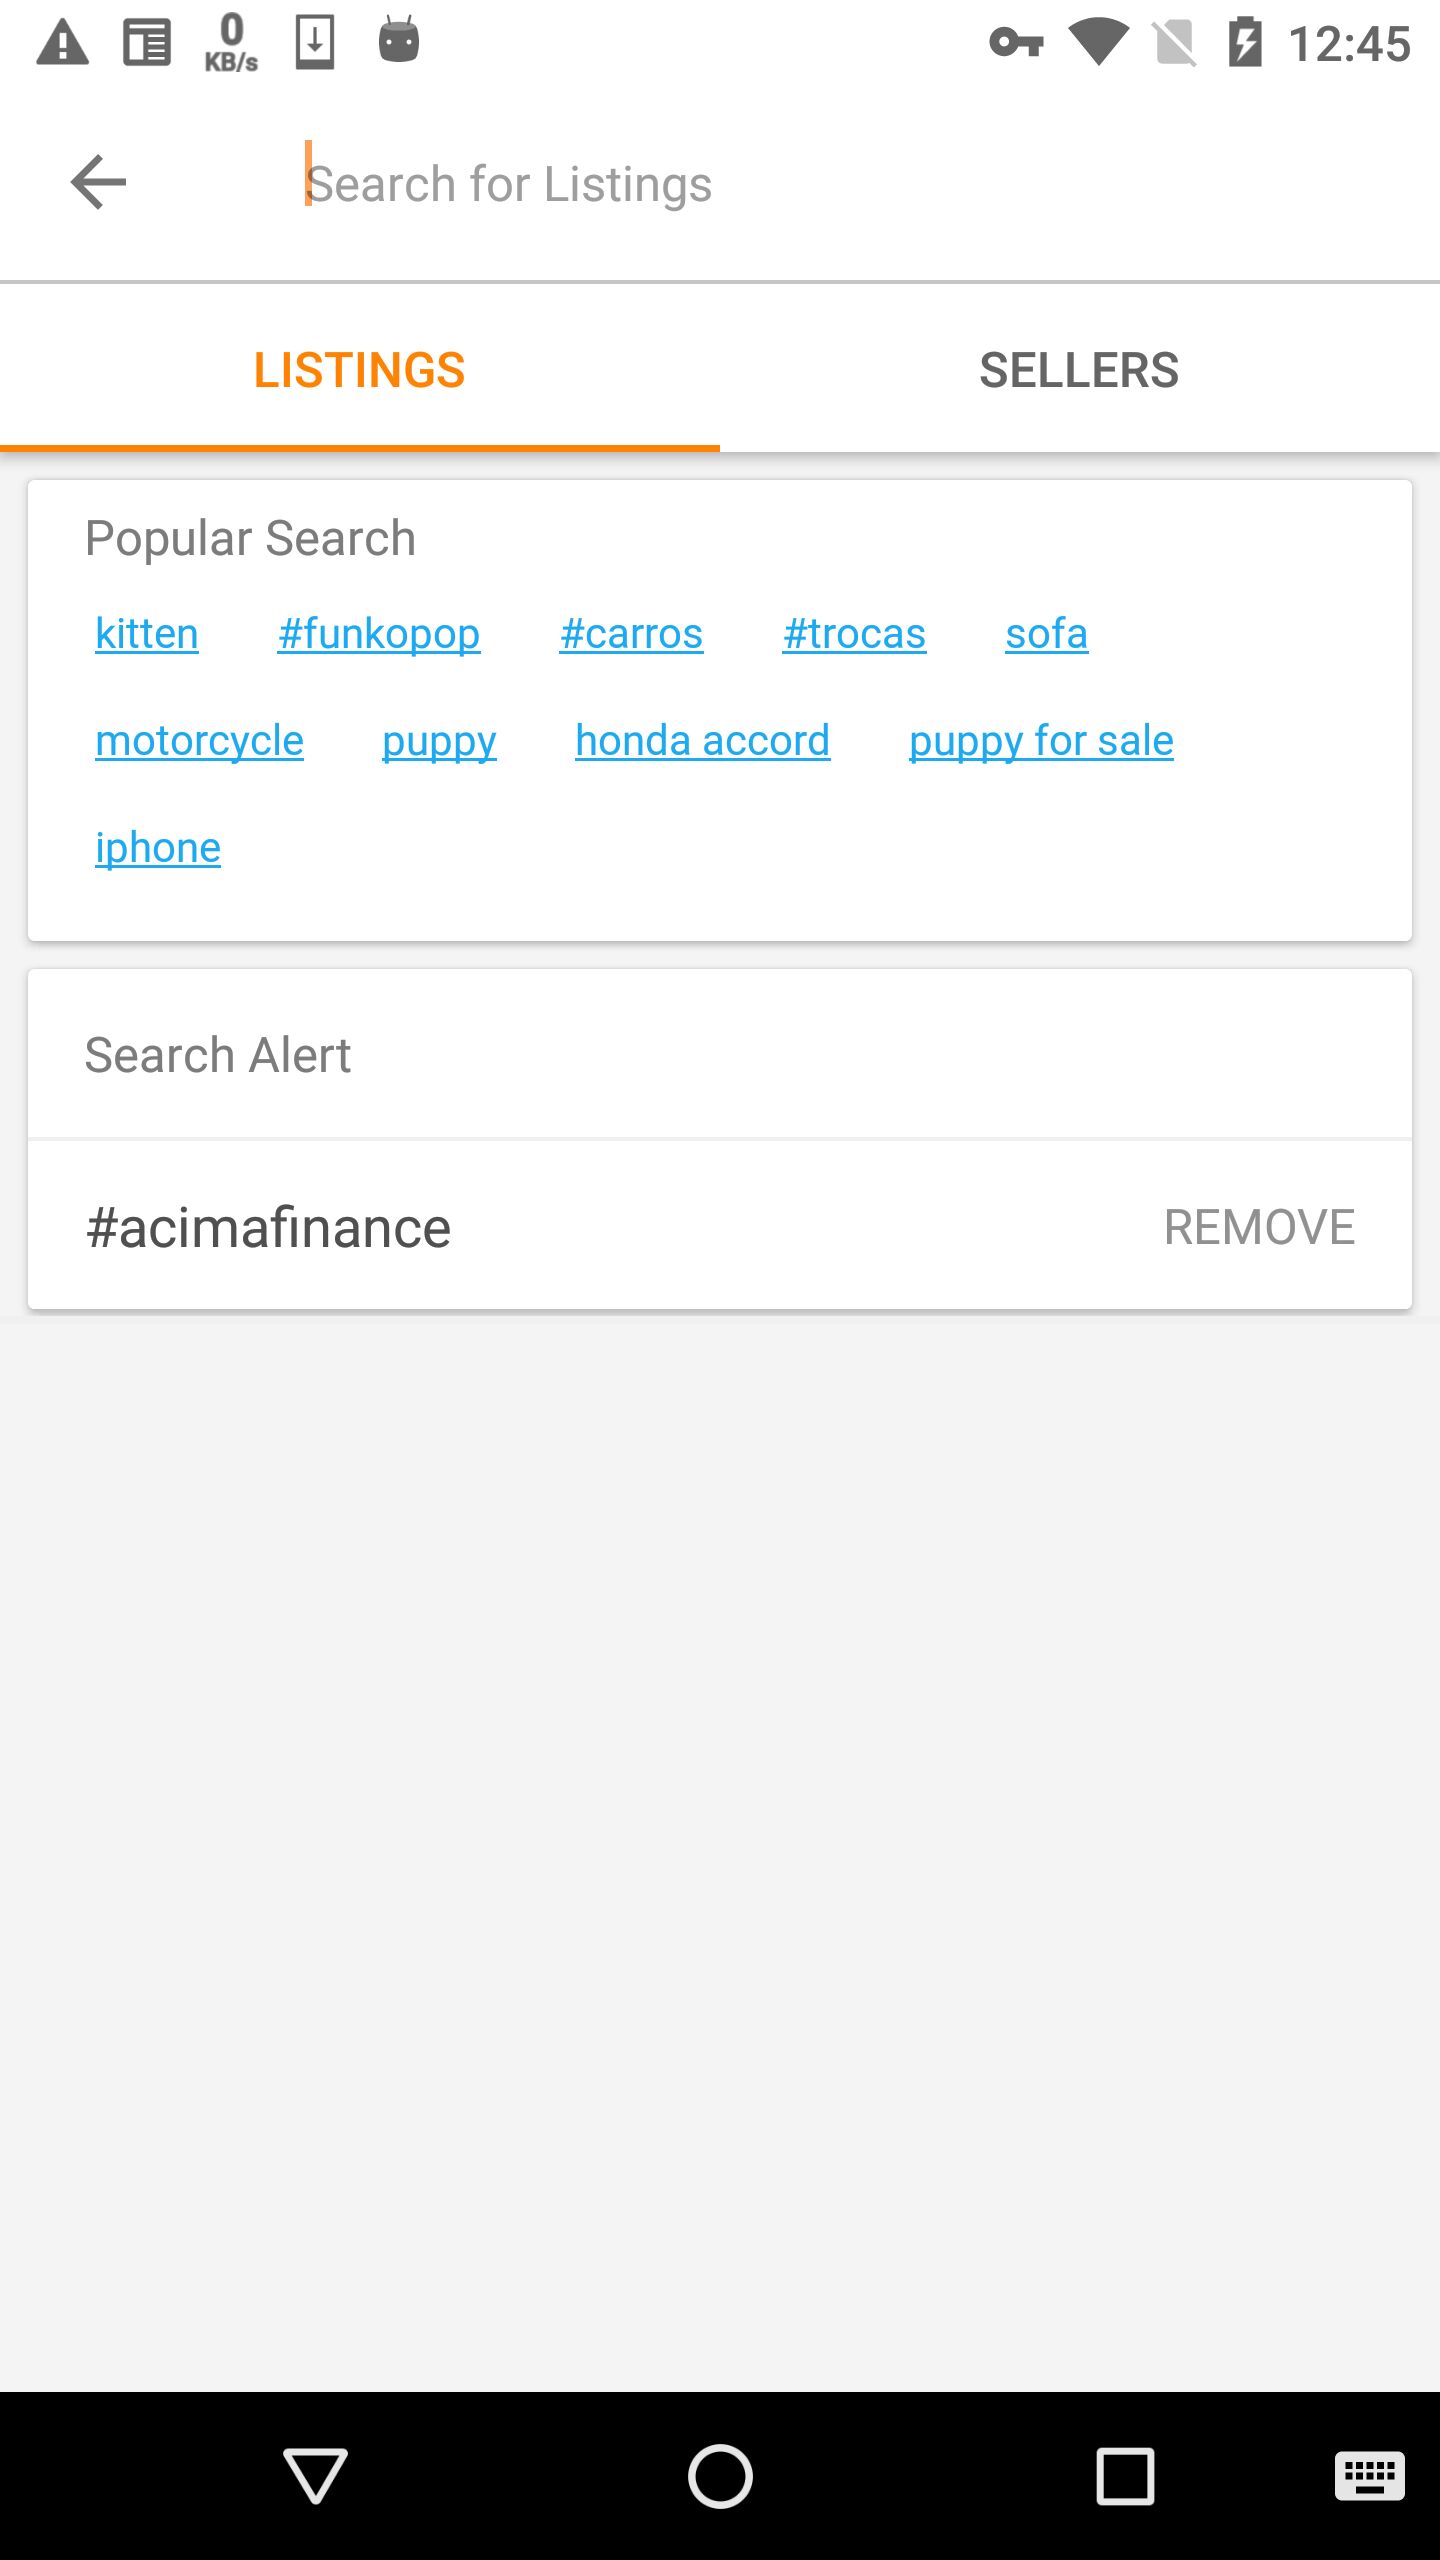 0
KB/s
12:45
Search for Listings
LISTINGS SELLERS
Popular Search
kitten #funkopop #carros #trocas sofa
motorcycle puppy honda accord puppy for sale
iphone
Search Alert
#acimafinance REMOVE